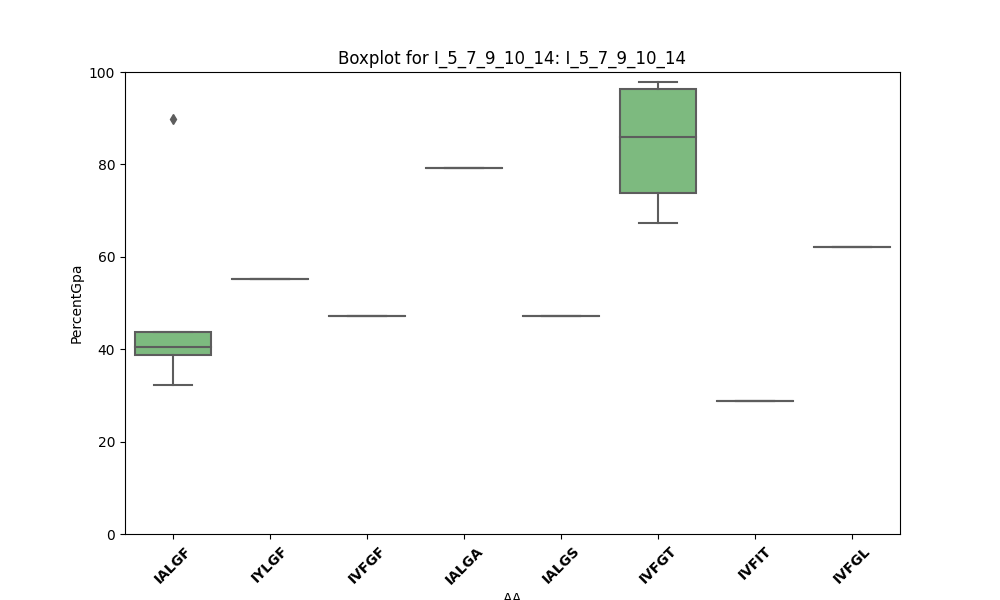 Boxplot for I_5_7_9_10_14: I_5_7_9_10_14
100
80
60
40
20
0
PercentGpa
IALGF
IYLGF
IVFGF
IALGA
IALGS
IVFGT
IVFIT
IVFGL
AA